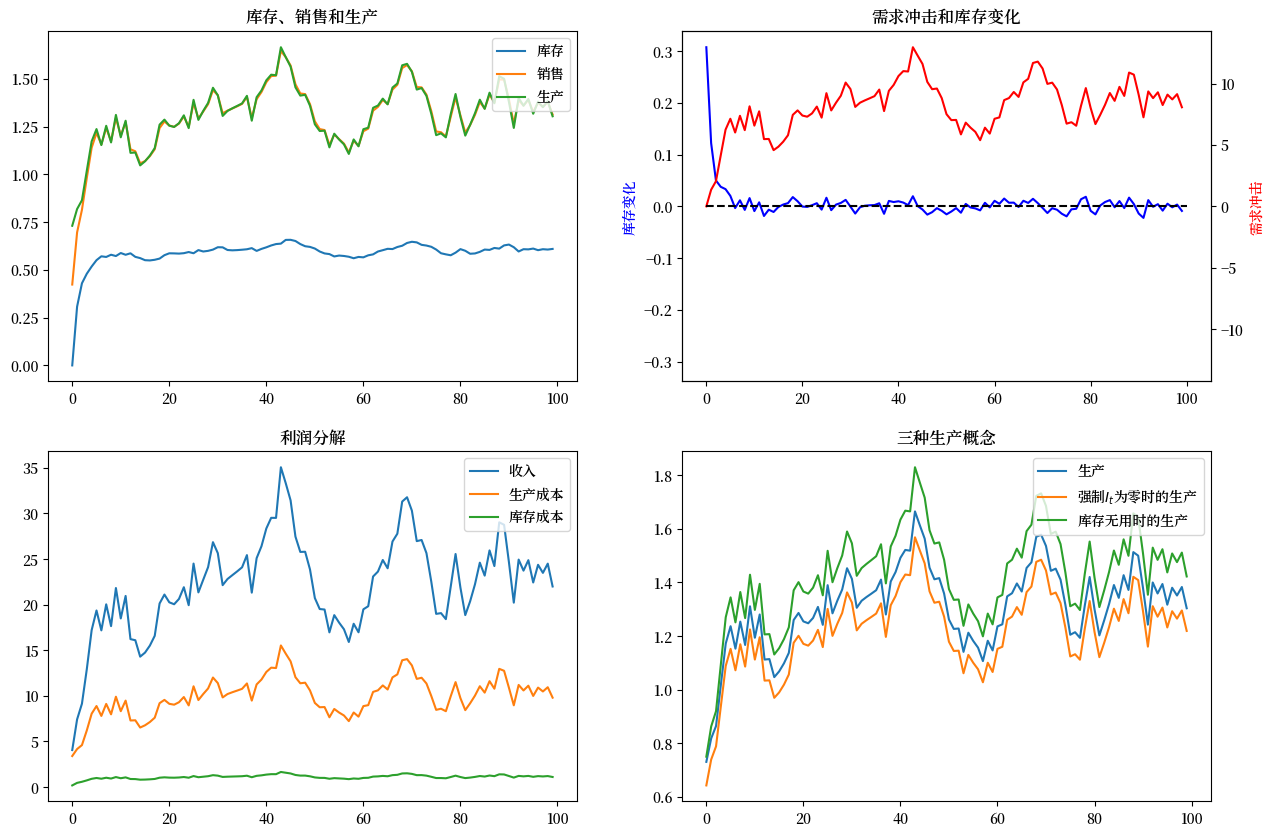 库存、销售和生产
库存
销售
生产
1.50
1.25
1.00
0.75
0.50
0.25
0.00
0 20 40 60 80 100
需求冲击和库存变化
库存变化
0.3
0.2
0.1
0.0
−0.1
−0.2
−0.3
需求冲击
10
5
0
−5
−10
0 20 40 60 80 100
利润分解
收入
生产成本
库存成本
35
30
25
20
15
10
5
0
0 20 40 60 80 100
三种生产概念
生产
强制Iₜ为零时的生产
库存无用时的生产
1.8
1.6
1.4
1.2
1.0
0.8
0.6
0 20 40 60 80 100